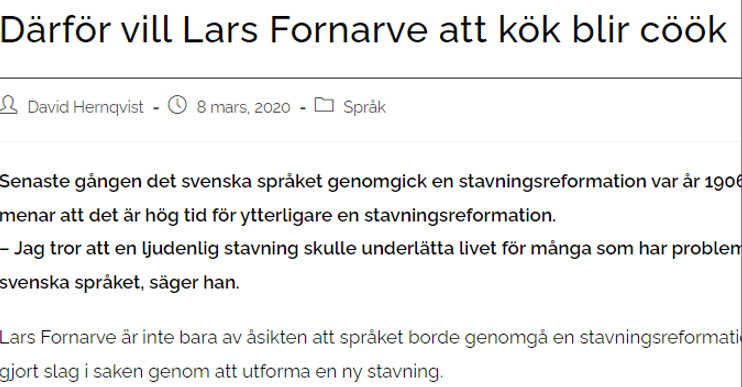 Därför vill Lars Fornarve att kök blir cöök
David Hernqvist - 8 mars, 2020 - Språk
Senaste gången det svenska språket genomgick en stavningsreformation var år 1906
menar att det är hög tid för ytterligare en stavningsreformation.
– Jag tror att en ljudenlig stavning skulle underlätta livet för många som har problem
svenska språket, säger han.
Lars Fornarve är inte bara av åsikten att språket borde genomgå en stavningsreformati
gjort slag i saken genom att utforma en ny stavning.